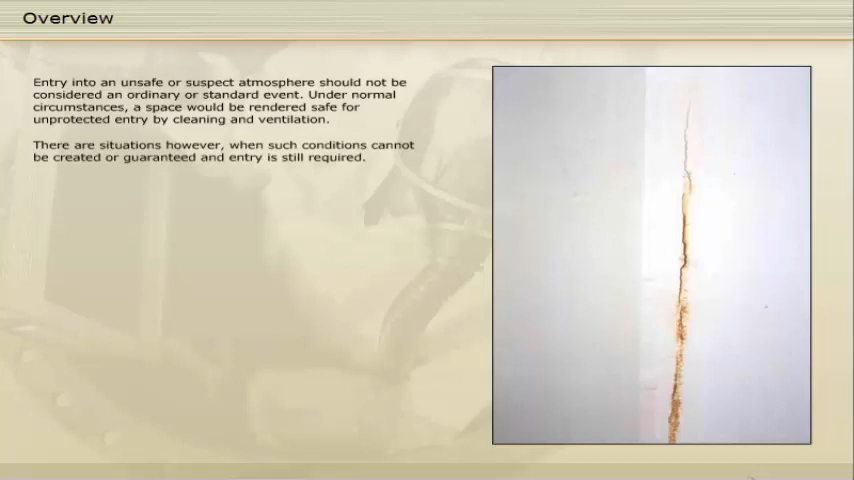 Overview
Entry into an unsafe or suspect atmosphere should not be
considered an ordinary or standard event. Under normal
circumstances, a space would be rendered safe for
unprotected entry by cleaning and ventilation.
There are situations however, when such conditions cannot
be created or guaranteed and entry is still required.